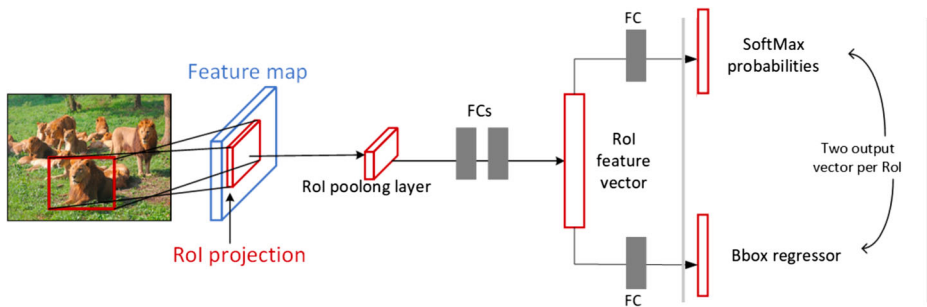 Feature map
RoI projection
RoI poolong layer
FCs
RoI
feature
vector
FC
FC
SoftMax
probabilities
Two output
vector per RoI
Bbox regressor